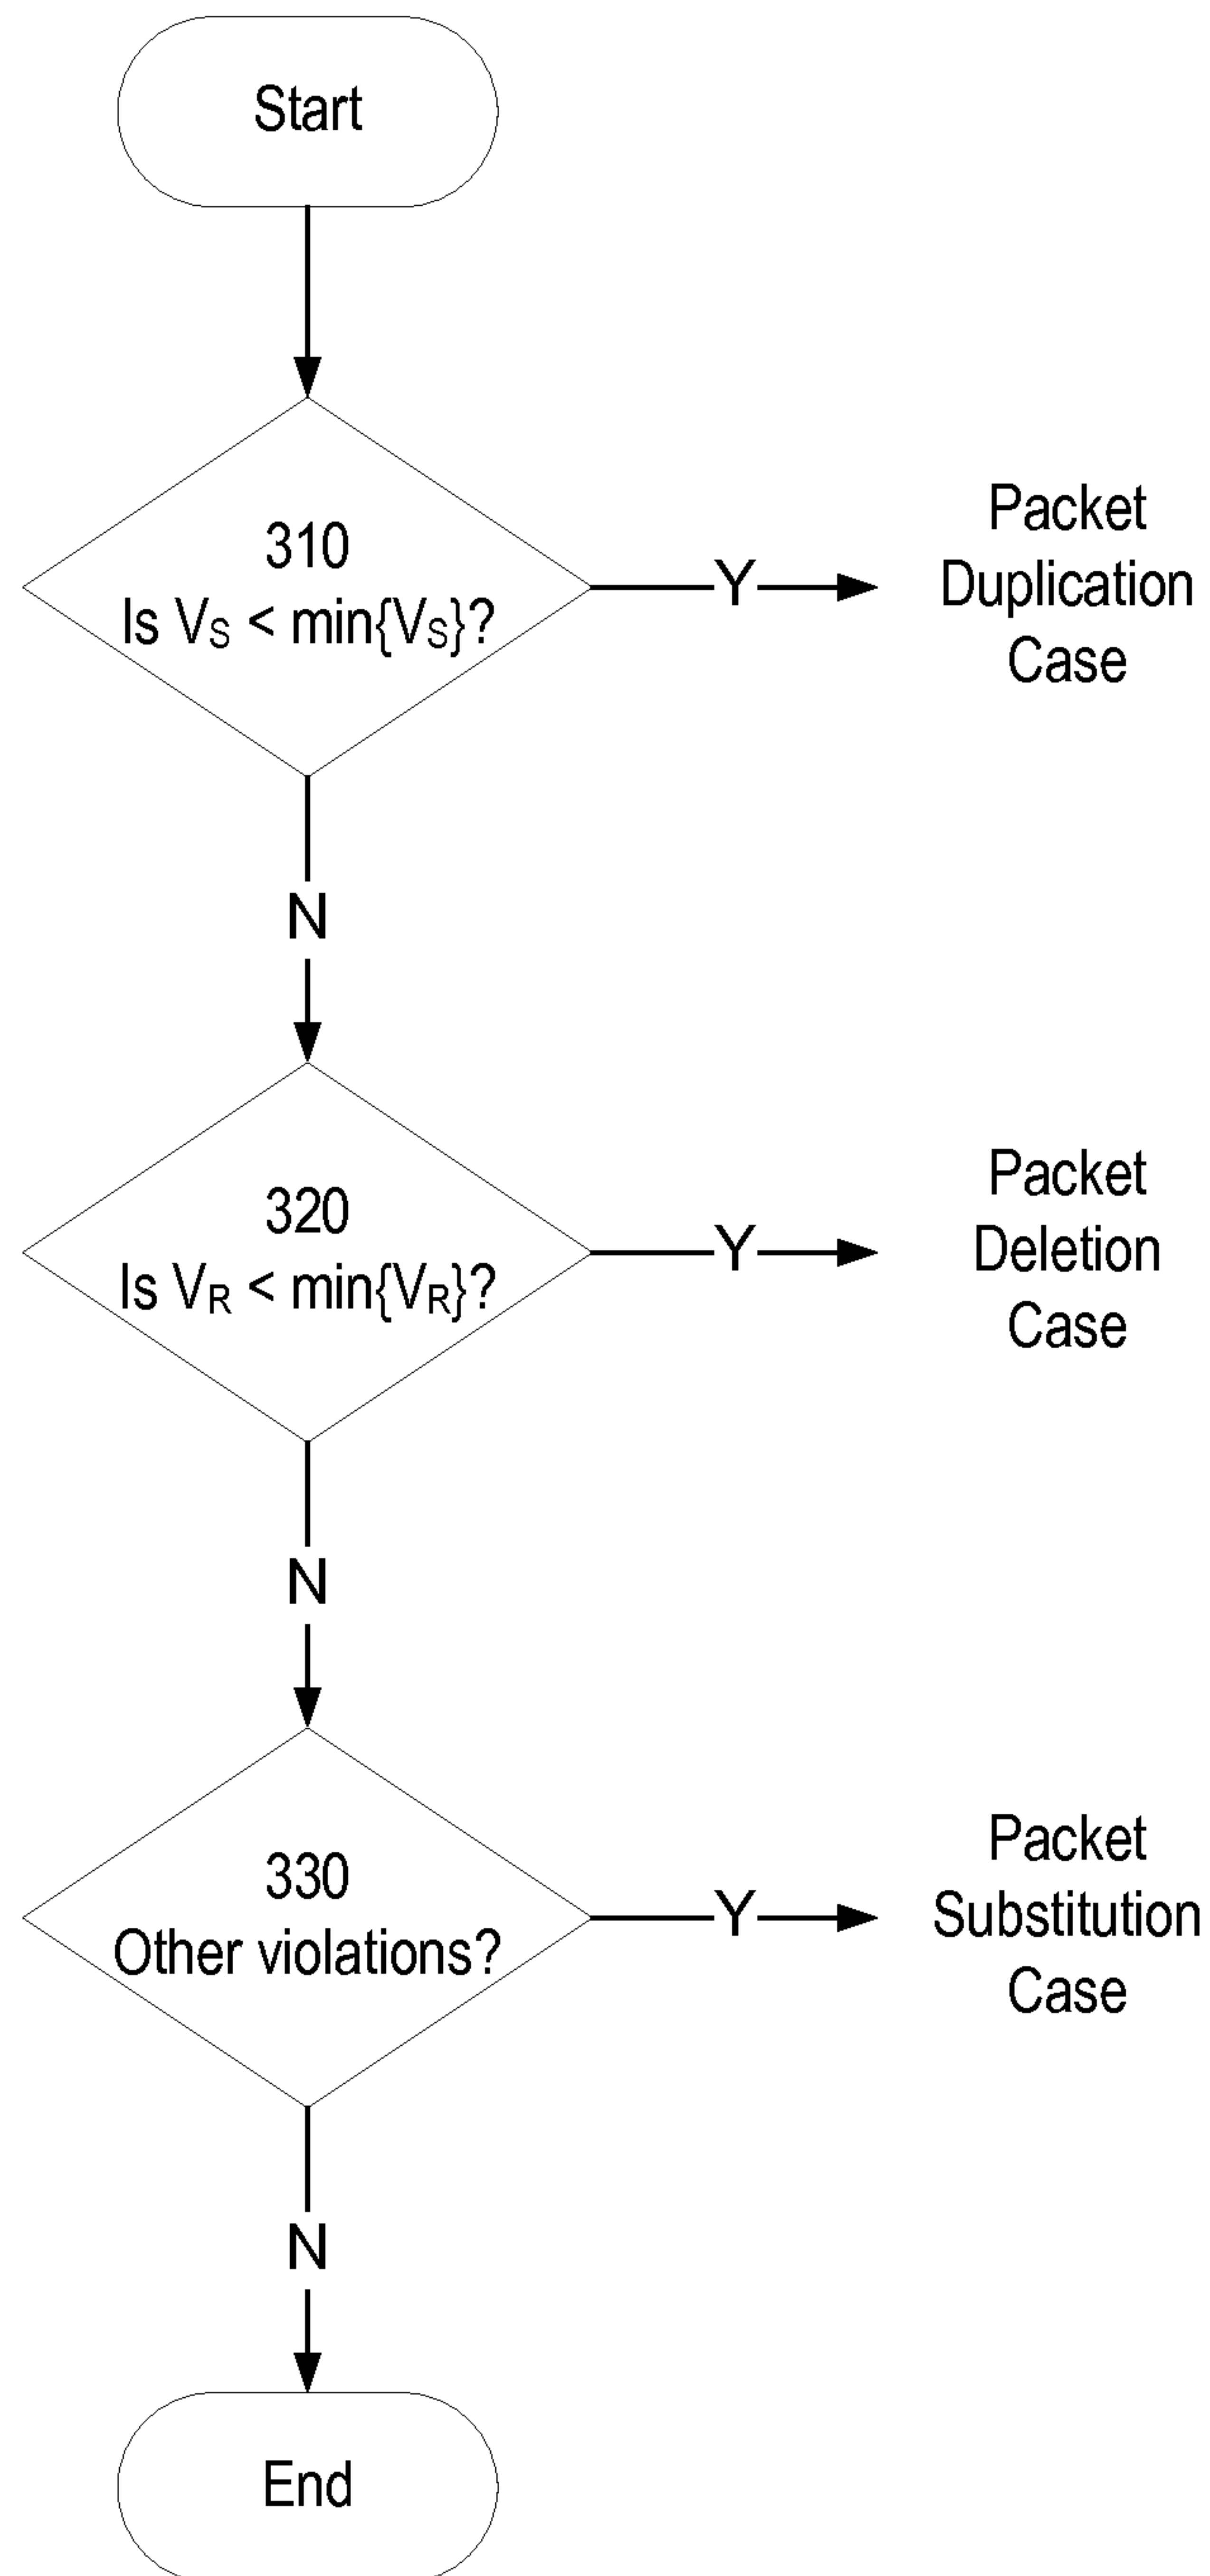 Start
310
Is VS < min{VS}?
Y
Packet
Duplication
Case
N
320
Is VR < min{VR}?
Y
Packet
Deletion
Case
N
330
Other violations?
Y
Packet
Substitution
Case
N
End